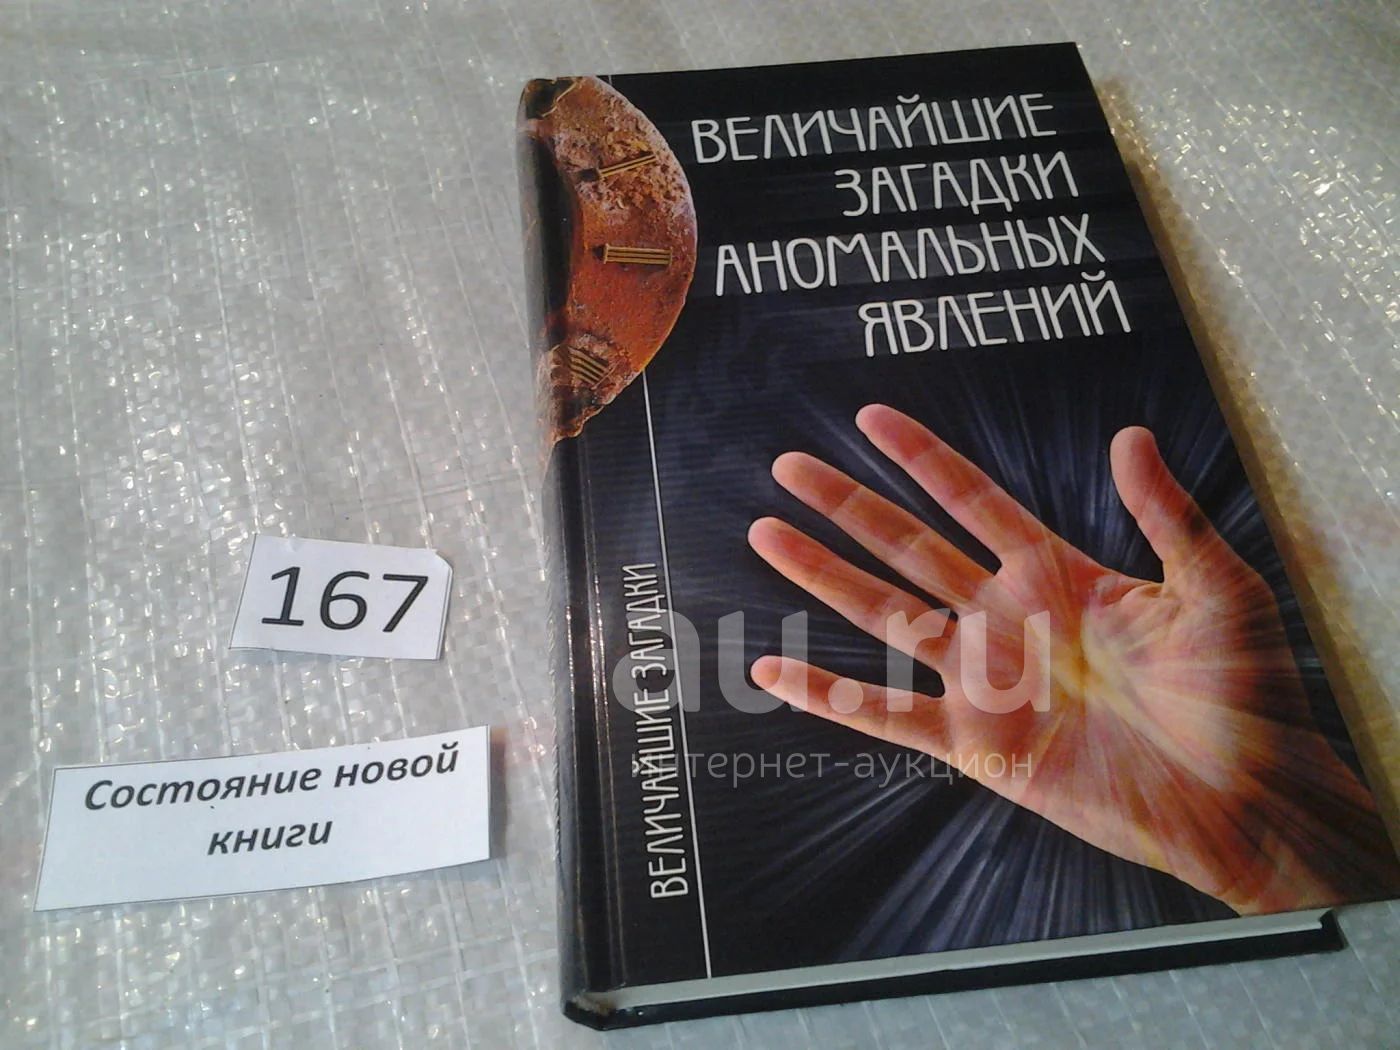 ВЕЛИЧАЙШИЕ
ЗАГАДКИ
АНОМАЛЬНЫХ
ЯВЛЕНИЙ
ВЕЛИЧАЙШИЕ ЗАГАДКИ
167
Состояние новой
книги
au.ru
интернет-аукцион